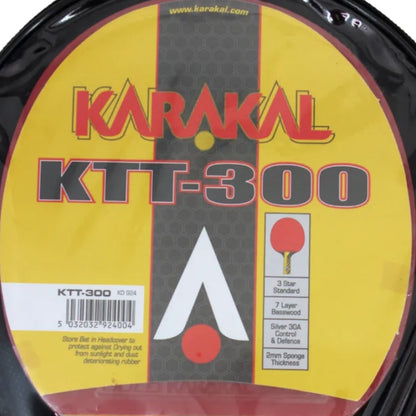 www.karakal.com
KARAKAL
KTT-300
3 Star
Standard
7 Layer
Basswood
Silver 30A
Control
& Defence
2mm Sponge
Thickness
KTT-300 KD 924
5 032032 924004
Store Bat in Headcover to
protect against Drying out
from sunlight and dust
deteriorating rubber